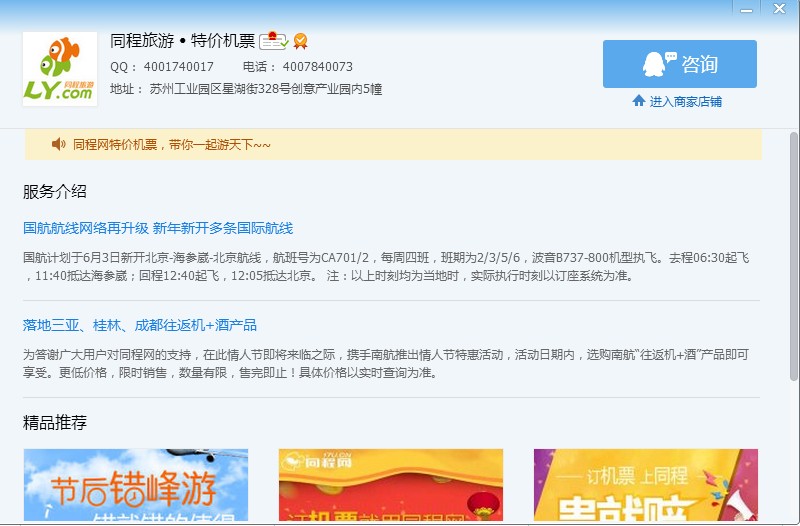 同程旅游•特价机票
QQ： 4001740017 电话： 4007840073
地址： 苏州工业园区星湖街328号创意产业园内5幢
LY.com 同程旅游
咨询
进入商家店铺
同程网特价机票，带你一起游天下~~
服务介绍
国航航线网络再升级 新年新开多条国际航线
国航计划于6月3日新开北京-海参崴-北京航线，航班号为CA701/2，每周四班，班期为2/3/5/6，波音B737-800机型执飞。去程06:30起飞
，11:40抵达海参崴；回程12:40起飞，12:05抵达北京。 注：以上时刻均为当地时，实际执行时刻以订座系统为准。
落地三亚、桂林、成都往返机+酒产品
为答谢广大用户对同程网的支持，在此情人节即将来临之际，携手南航推出情人节特惠活动，活动日期内，选购南航“往返机+酒”产品即可
享受。更低价格，限时销售，数量有限，售完即止！具体价格以实时查询为准。
精品推荐
节后错峰游
错就错的值得
17U.CN
同程网
订机票就用同程网
订机票 上同程
贵就赔